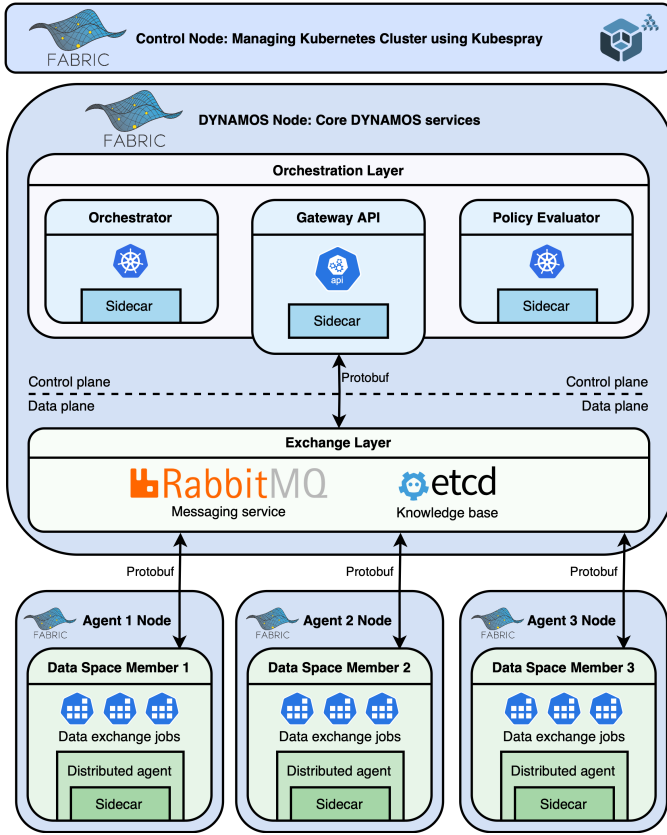 Control Node: Managing Kubernetes Cluster using Kubespray
FABRIC
DYNAMOS Node: Core DYNAMOS services
FABRIC
Orchestration Layer
Orchestrator
Sidecar
Gateway API
api
Sidecar
Policy Evaluator
Sidecar
Protobuf
Control plane
Control plane
Data plane
Data plane
Exchange Layer
RabbitMQ
Messaging service
etcd
Knowledge base
Protobuf
Protobuf
Protobuf
FABRIC
Agent 1 Node
Data Space Member 1
Data exchange jobs
Distributed agent
Sidecar
FABRIC
Agent 2 Node
Data Space Member 2
Data exchange jobs
Distributed agent
Sidecar
FABRIC
Agent 3 Node
Data Space Member 3
Data exchange jobs
Distributed agent
Sidecar